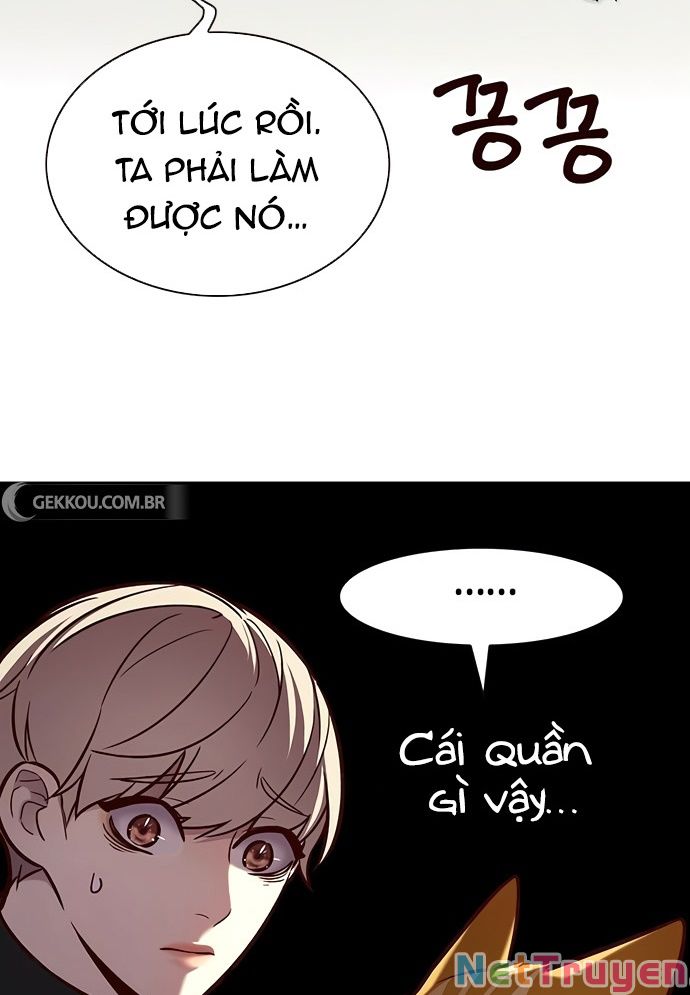 TỚI LÚC RỒI.
TA PHẢI LÀM
ĐƯỢC NÓ...
끙끙
GEKKOU.COM.BR
......
Cái quần
gì vậy...
NetTruyen